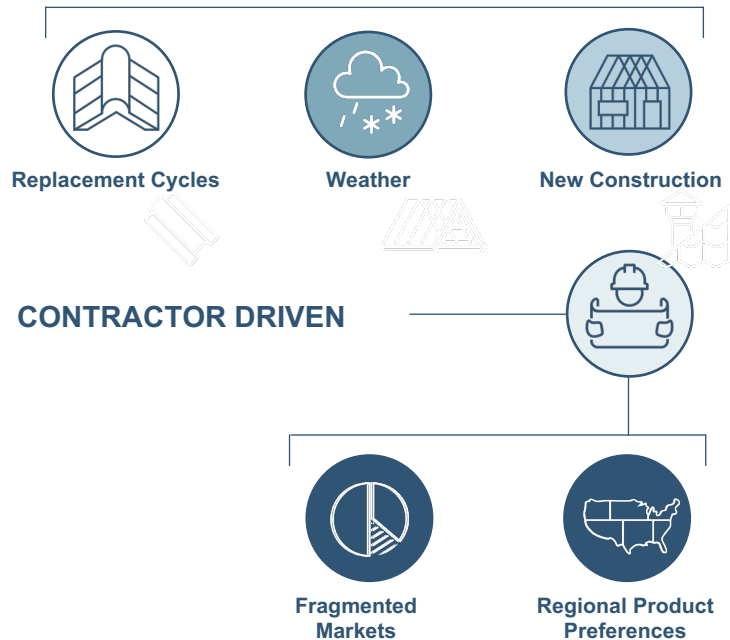 Replacement Cycles
Weather
New Construction
CONTRACTOR DRIVEN
Fragmented
Markets
Regional Product
Preferences